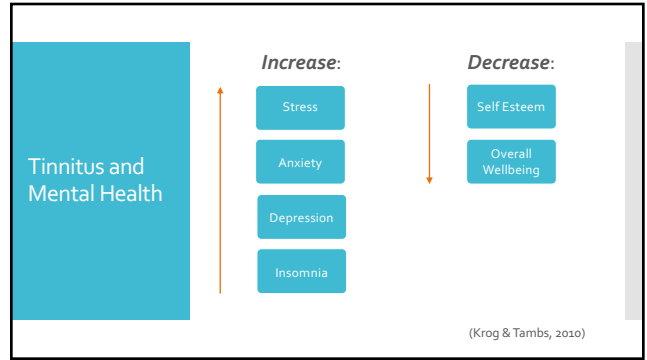 Tinnitus and
Mental Health
Increase:
Stress
Anxiety
Depression
Insomnia
Decrease:
Self Esteem
Overall
Wellbeing
(Krog & Tambs, 2010)